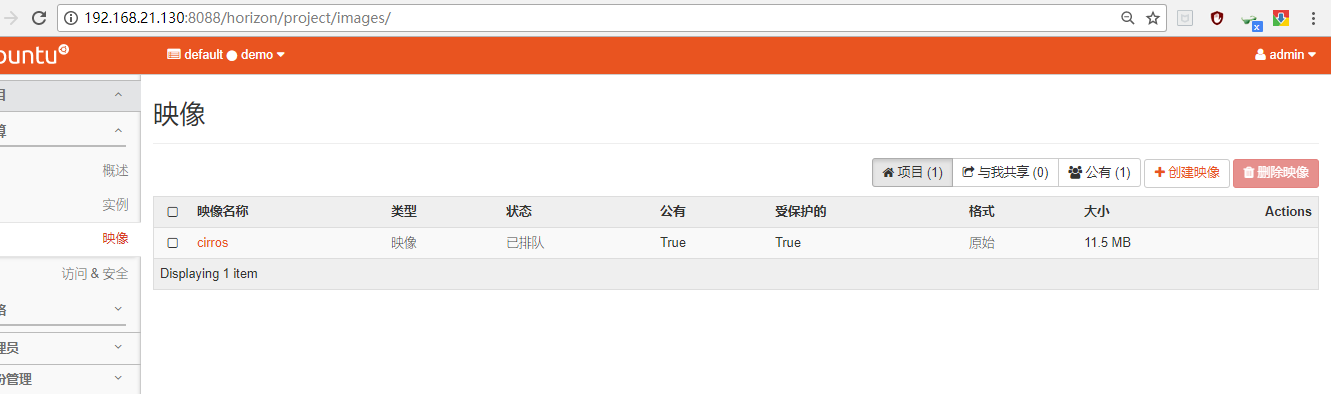 192.168.21.130:8088/horizon/project/images/
buntu
default demo
admin
目
算
概述
实例
映像
访问 & 安全
络
理员
份管理
映像
项目 (1) 与我共享 (0) 公有 (1) 创建映像 删除映像
映像名称 类型 状态 公有 受保护的 格式 大小 Actions
cirros 映像 已排队 True True 原始 11.5 MB
Displaying 1 item